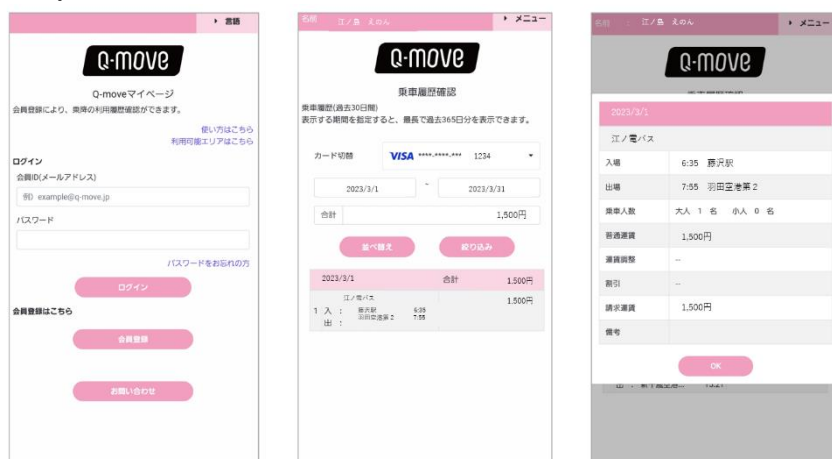 言語
Q-move
Q-moveマイページ
会員登録により、乗降の利用履歴確認ができます。
使い方はこちら
利用可能エリアはこちら
ログイン
会員ID(メールアドレス)
例) example@q-move.jp
パスワード
パスワードをお忘れの方
ログイン
会員登録はこちら
会員登録
お問い合わせ
名前 江ノ島 えのん
メニュー
Q-move
乗車履歴確認
乗車履歴(過去30日間)
表示する期間を指定すると、最長で過去365日分を表示できます。
カード切替 VISA ****-****-*** 1234
2023/3/1 ~ 2023/3/31
合計 1,500円
並べ替え 絞り込み
2023/3/1 合計 1,500円
江ノ電バス 1,500円
1 入 : 藤沢駅 6:35
出 : 羽田空港第2 7:55
名前 : 江ノ島 えのん
メニュー
Q-move
2023/3/1
江ノ電バス
入場 6:35 藤沢駅
出場 7:55 羽田空港第2
乗車人数 大人 1 名 小人 0 名
普通運賃 1,500円
運賃調整 --
割引 --
請求運賃 1,500円
備考
OK